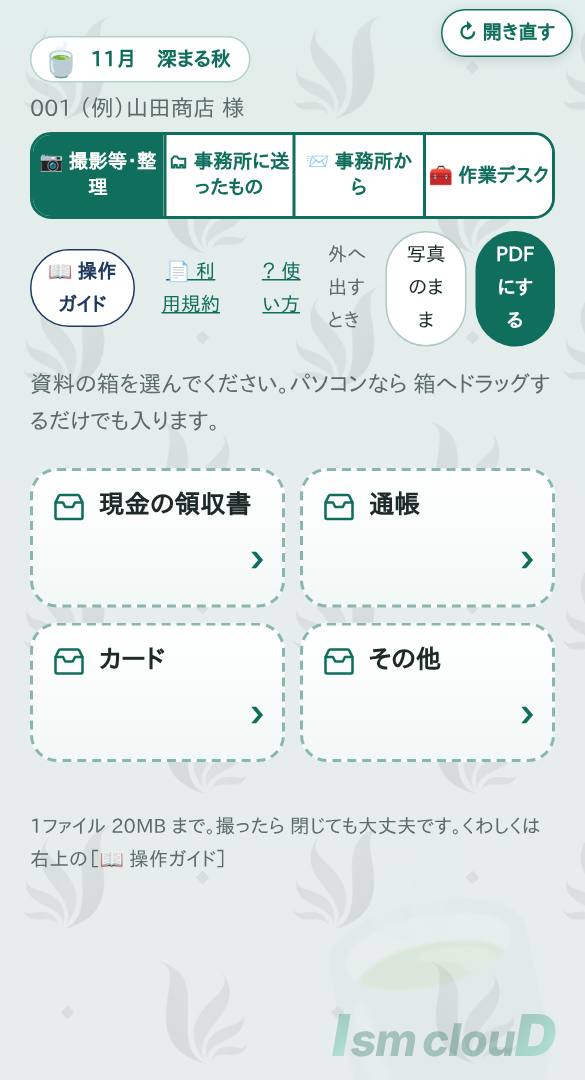 開き直す
11月 深まる秋
001 (例)山田商店 様
撮影等・整理
事務所に送ったもの
事務所から
作業デスク
操作ガイド
利用規約
? 使い方
外へ出すとき
写真のまま
PDFにする
資料の箱を選んでください。パソコンなら 箱へドラッグす
るだけでも入ります。
現金の領収書
通帳
カード
その他
1ファイル 20MB まで。撮ったら 閉じても大丈夫です。くわしくは
右上の[📖 操作ガイド]
Ism clouD